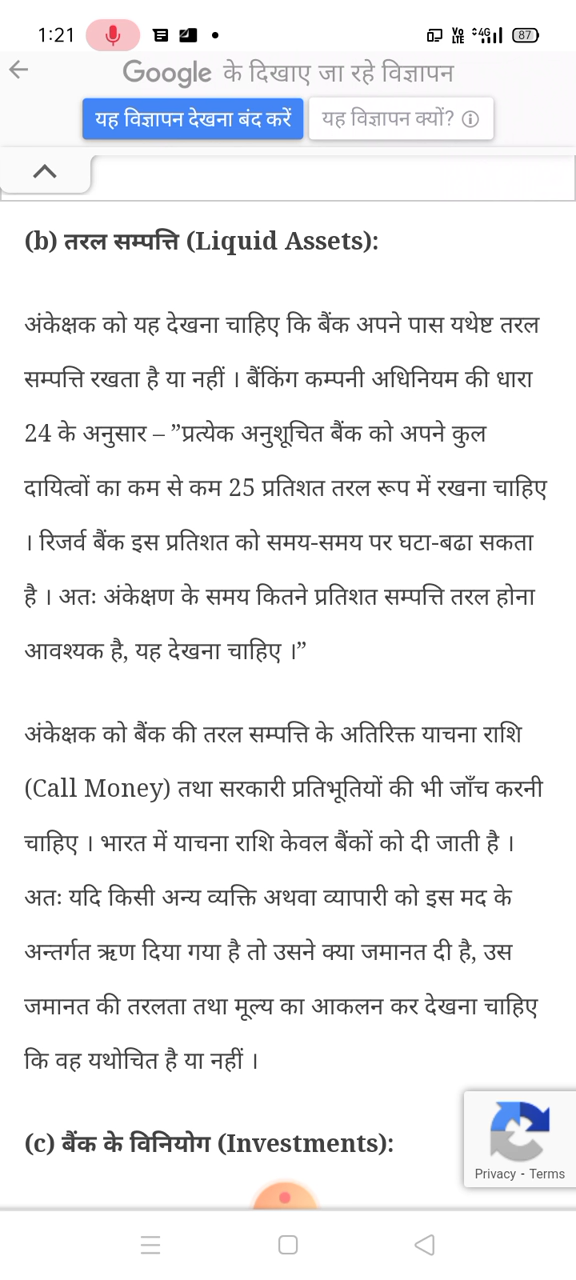 1:21
Vo LTE 4G 87
Google के दिखाए जा रहे विज्ञापन
यह विज्ञापन देखना बंद करें यह विज्ञापन क्यों?
(b) तरल सम्पत्ति (Liquid Assets):
अंकेक्षक को यह देखना चाहिए कि बैंक अपने पास यथेष्ट तरल
सम्पत्ति रखता है या नहीं । बैंकिंग कम्पनी अधिनियम की धारा
24 के अनुसार – ”प्रत्येक अनुशूचित बैंक को अपने कुल
दायित्वों का कम से कम 25 प्रतिशत तरल रूप में रखना चाहिए
। रिजर्व बैंक इस प्रतिशत को समय-समय पर घटा-बढा सकता
है । अतः अंकेक्षण के समय कितने प्रतिशत सम्पत्ति तरल होना
आवश्यक है, यह देखना चाहिए ।”
अंकेक्षक को बैंक की तरल सम्पत्ति के अतिरिक्त याचना राशि
(Call Money) तथा सरकारी प्रतिभूतियों की भी जाँच करनी
चाहिए । भारत में याचना राशि केवल बैंकों को दी जाती है ।
अतः यदि किसी अन्य व्यक्ति अथवा व्यापारी को इस मद के
अन्तर्गत ऋण दिया गया है तो उसने क्या जमानत दी है, उस
जमानत की तरलता तथा मूल्य का आकलन कर देखना चाहिए
कि वह यथोचित है या नहीं ।
(c) बैंक के विनियोग (Investments):
Privacy - Terms